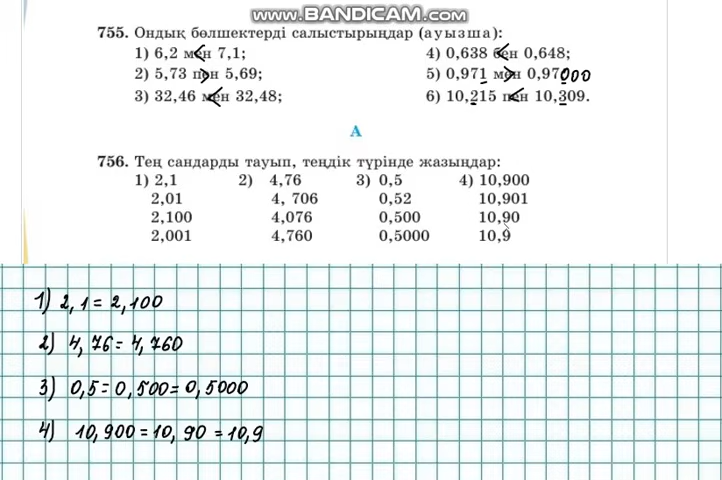 www.BANDICAM.com
755. Ондық бөлшектерді салыстырыңдар (ауызша):
1) 6,2 мен < 7,1;
4) 0,638 бен < 0,648;
2) 5,73 пен > 5,69;
5) 0,971 мен > 0,97000
3) 32,46 мен < 32,48;
6) 10,215 пен < 10,309.
А
756. Тең сандарды тауып, теңдік түрінде жазыңдар:
1) 2,1 2) 4,76 3) 0,5 4) 10,900
2,01 4, 706 0,52 10,901
2,100 4,076 0,500 10,90
2,001 4,760 0,5000 10,9
1) 2,1 = 2,100
2) 4,76 = 4,760
3) 0,5 = 0,500 = 0,5000
4) 10,900 = 10,90 = 10,9